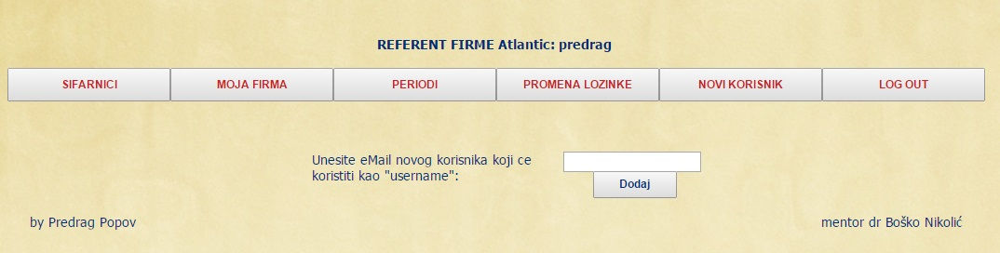 REFERENT FIRME Atlantic: predrag
SIFARNICI MOJA FIRMA PERIODI PROMENA LOZINKE NOVI KORISNIK LOG OUT
Unesite eMail novog korisnika koji ce
koristiti kao "username":
Dodaj
by Predrag Popov mentor dr Boško Nikolić